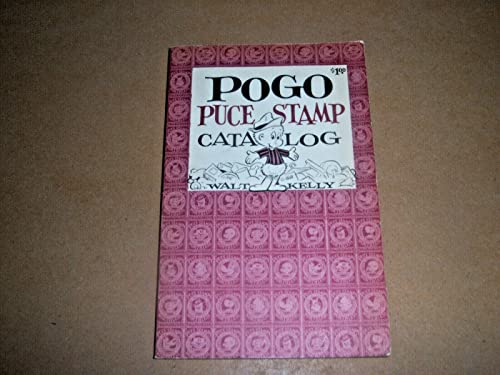 $1.00
POGO
PUCE STAMP
CATALOG
WALT KELLY